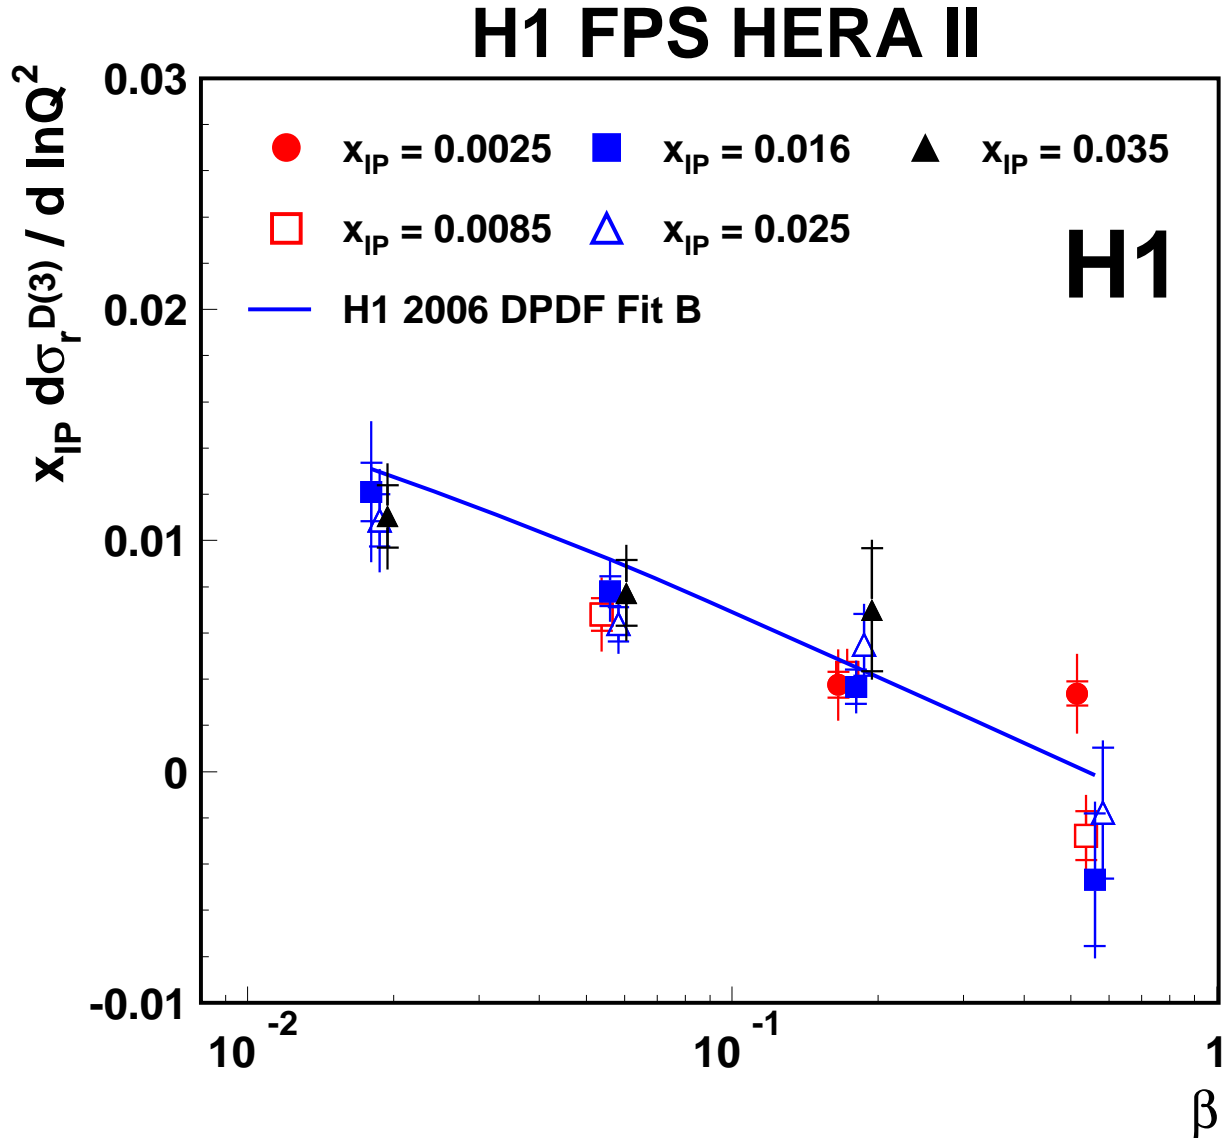 H1 FPS HERA II
x_IP dσ_r^D(3) / d lnQ^2
0.03
0.02
0.01
0
-0.01
x_IP = 0.0025
x_IP = 0.016
x_IP = 0.035
x_IP = 0.0085
x_IP = 0.025
H1 2006 DPDF Fit B
H1
10^-2
10^-1
1
β